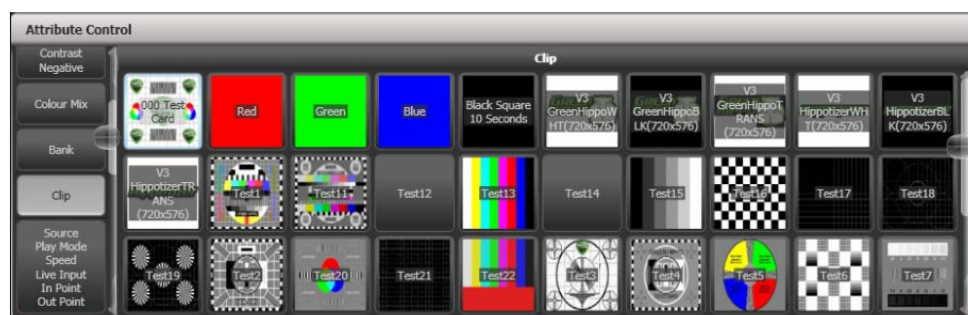 Attribute Control
Contrast
Negative
Colour Mix
Bank
Clip
Source
Play Mode
Speed
Live Input
In Point
Out Point
Clip
000 Test
Card
Red
Green
Blue
Black Square
10 Seconds
V3
GreenHippoW
HT(720x576)
V3
GreenHippoB
LK(720x576)
V3
GreenHippoT
RANS
(720x576)
V3
HippotizerWH
T(720x576)
V3
HippotizerBL
K(720x576)
V3
HippotizerTR
ANS
(720x576)
Test1
Test11
Test12
Test13
Test14
Test15
Test16
Test17
Test18
Test19
Test2
Test20
Test21
Test22
Test3
Test4
Test5
Test6
Test7